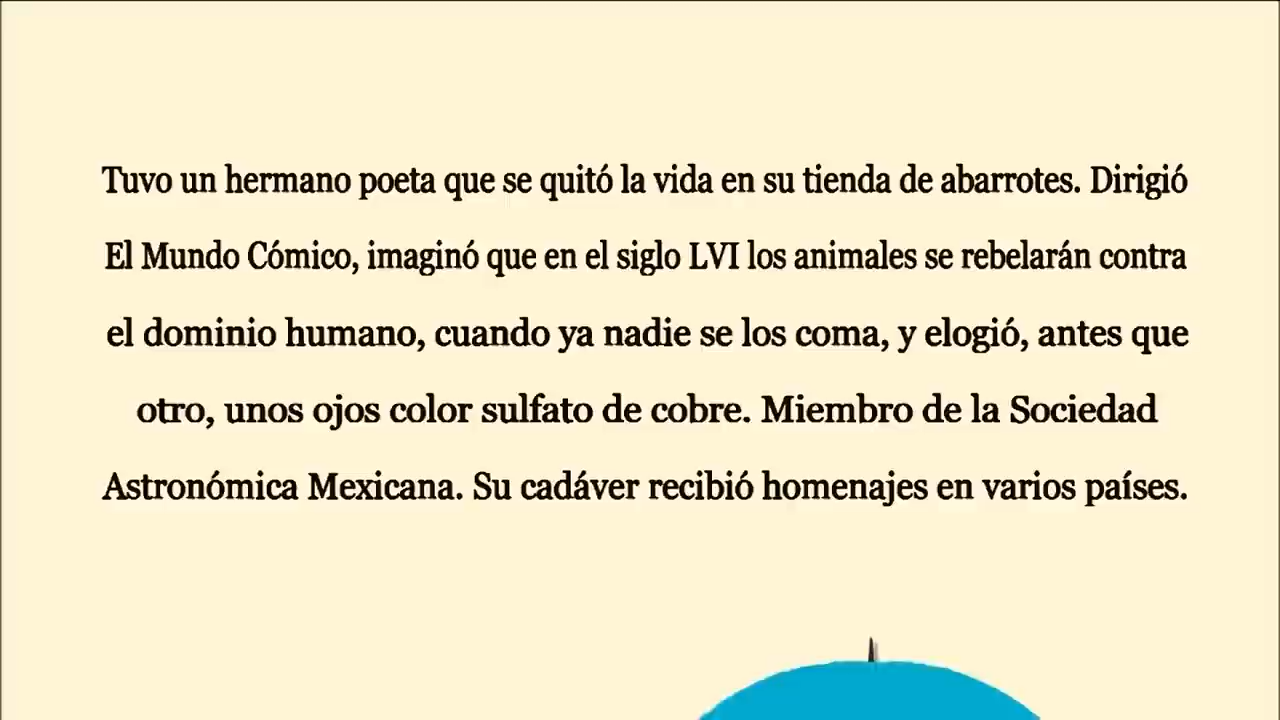 Tuvo un hermano poeta que se quitó la vida en su tienda de abarrotes. Dirigió
El Mundo Cómico, imaginó que en el siglo LVI los animales se rebelarán contra
el dominio humano, cuando ya nadie se los coma, y elogió, antes que
otro, unos ojos color sulfato de cobre. Miembro de la Sociedad
Astronómica Mexicana. Su cadáver recibió homenajes en varios países.